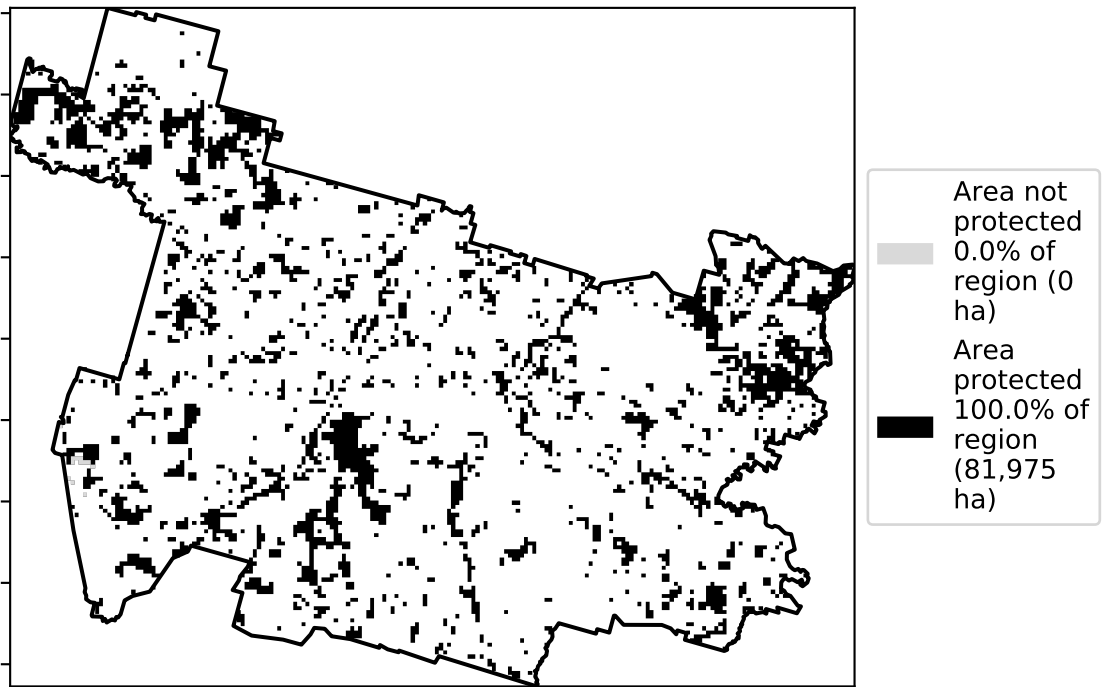 Area not
protected
0.0% of
region (0
ha)
Area
protected
100.0% of
region
(81,975
ha)